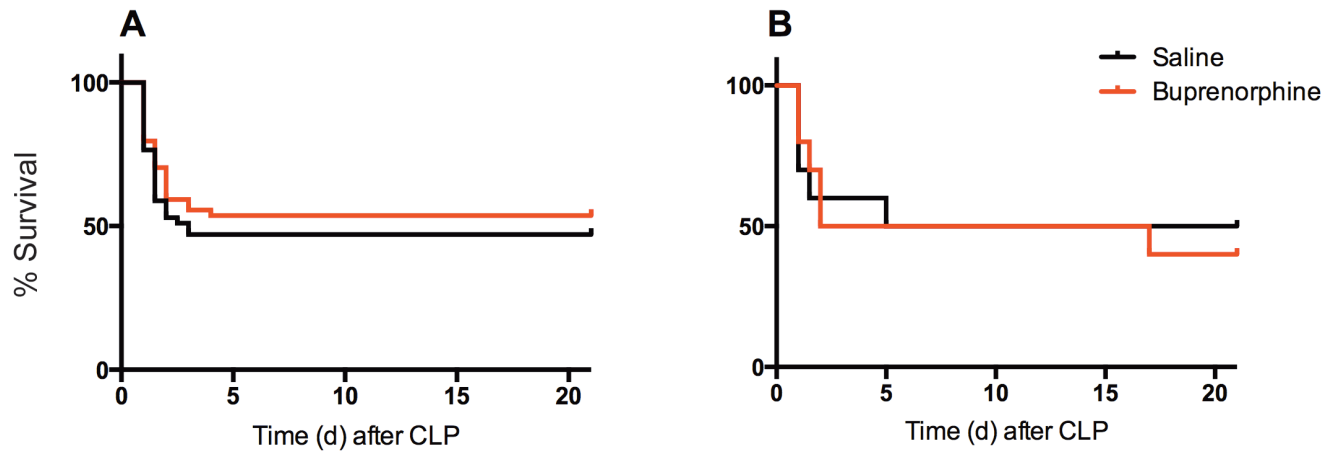 A
% Survival
100
50
0
0 5 10 15 20
Time (d) after CLP
B
Saline
Buprenorphine
100
50
0
0 5 10 15 20
Time (d) after CLP